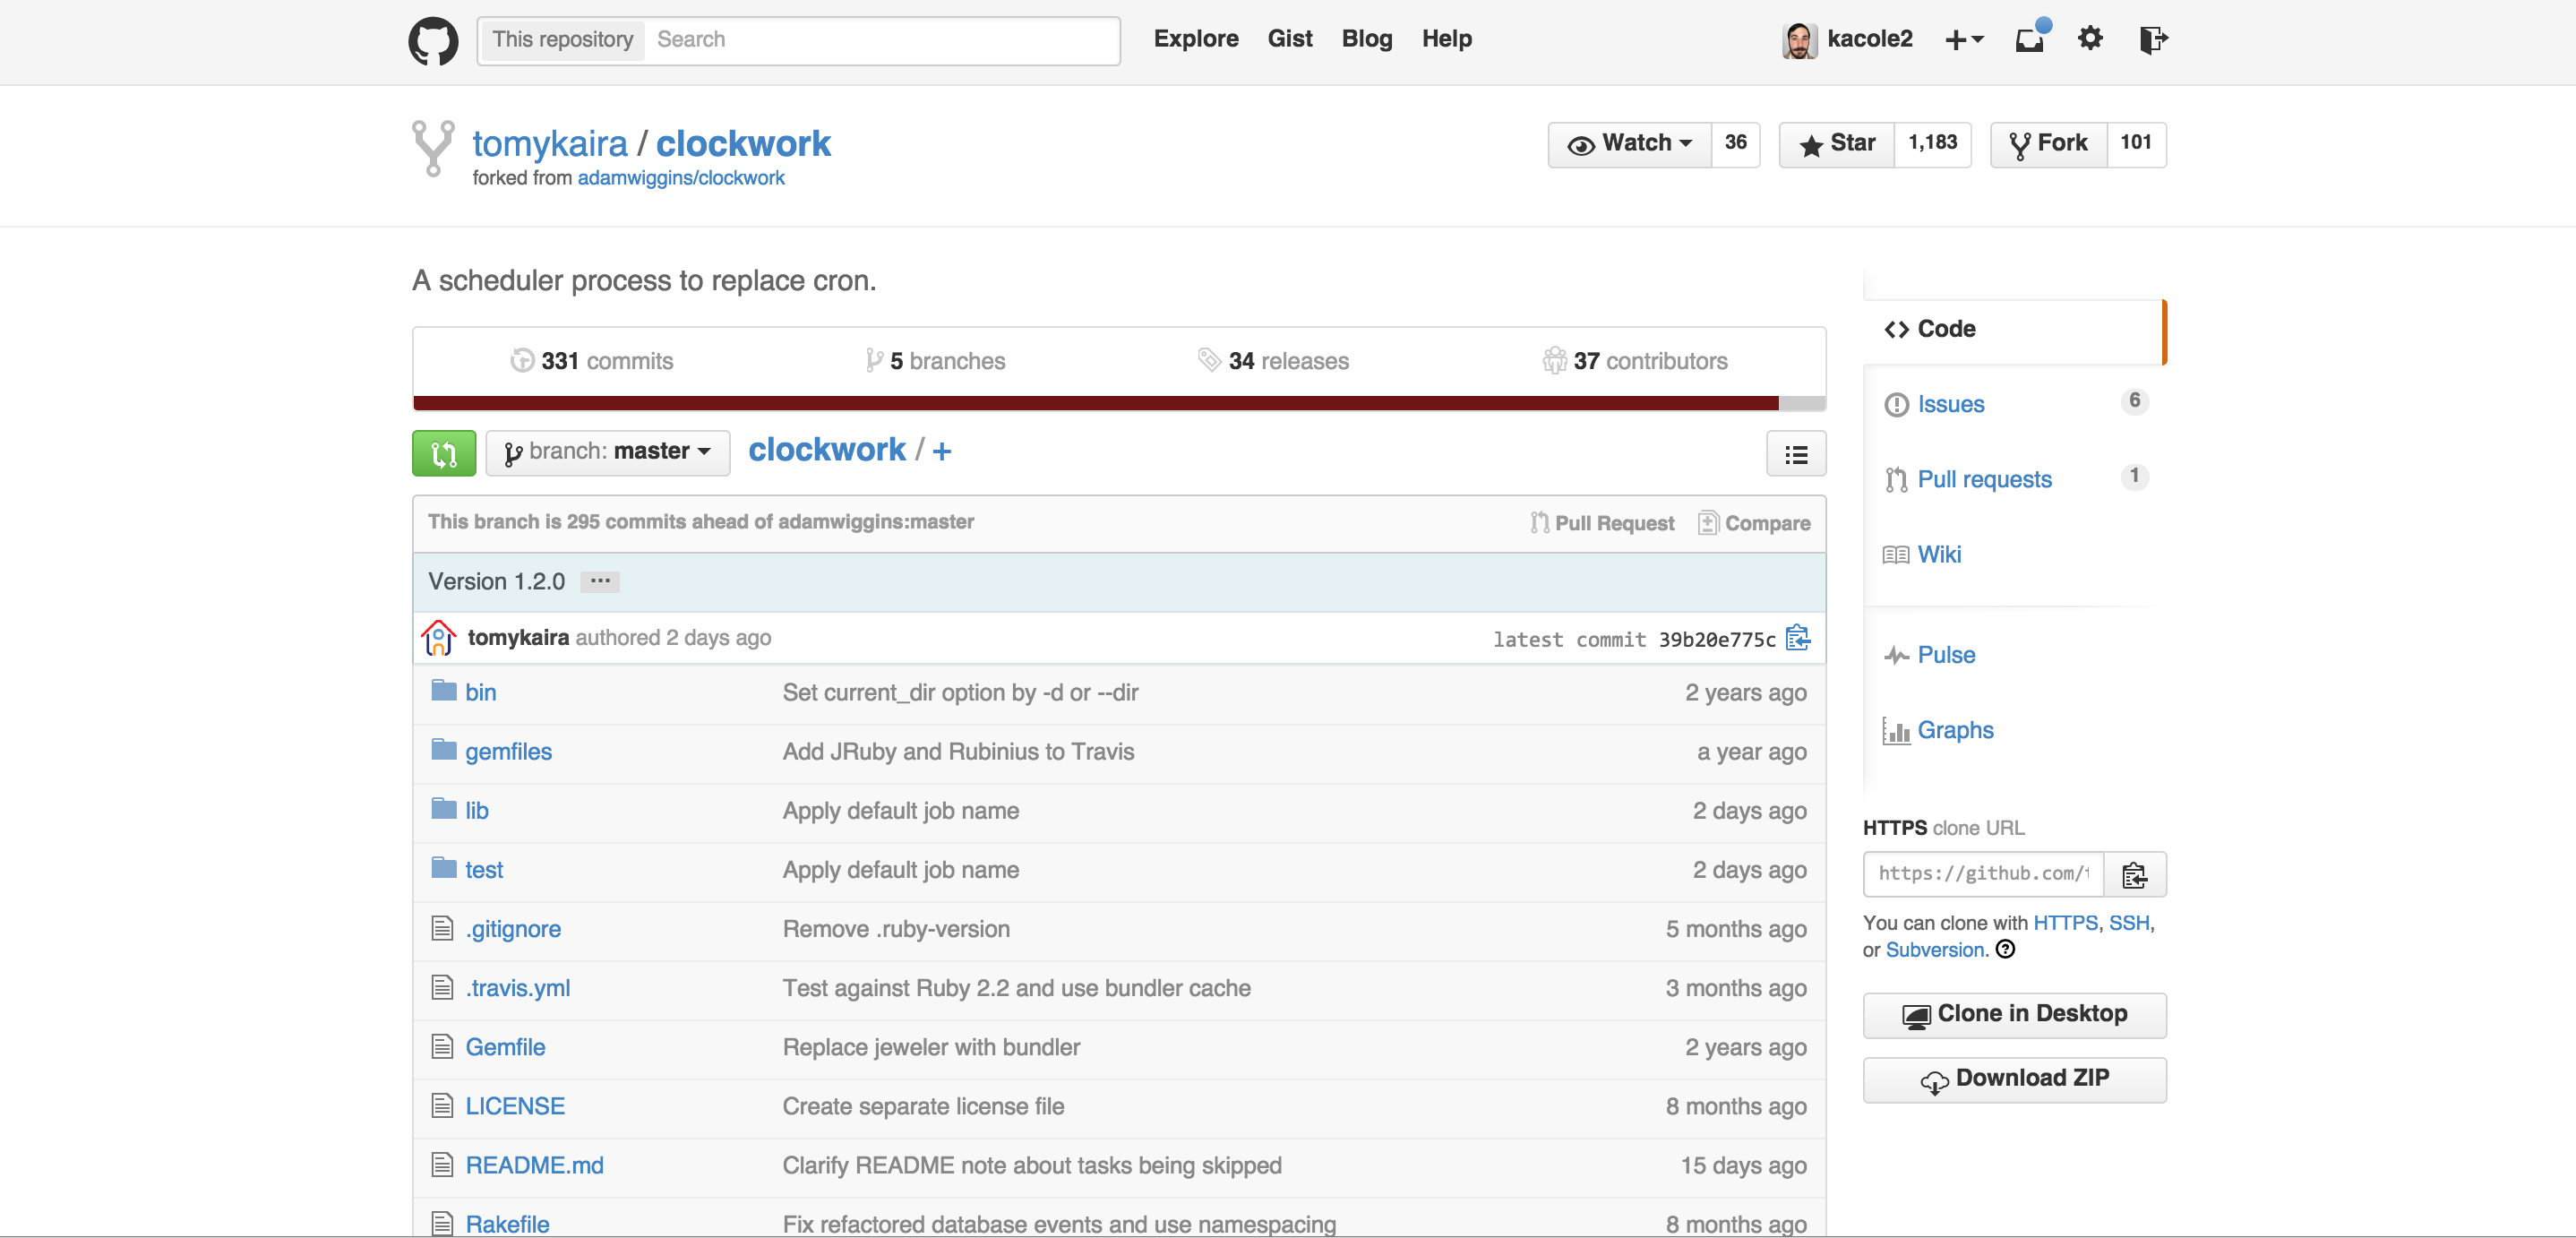 This repository Search Explore Gist Blog Help kacole2
tomykaira / clockwork
forked from adamwiggins/clockwork
Watch 36 Star 1,183 Fork 101
A scheduler process to replace cron.
331 commits 5 branches 34 releases 37 contributors
branch: master clockwork / +
This branch is 295 commits ahead of adamwiggins:master Pull Request Compare
Version 1.2.0 ...
tomykaira authored 2 days ago latest commit 39b20e775c
bin Set current_dir option by -d or --dir 2 years ago
gemfiles Add JRuby and Rubinius to Travis a year ago
lib Apply default job name 2 days ago
test Apply default job name 2 days ago
.gitignore Remove .ruby-version 5 months ago
.travis.yml Test against Ruby 2.2 and use bundler cache 3 months ago
Gemfile Replace jeweler with bundler 2 years ago
LICENSE Create separate license file 8 months ago
README.md Clarify README note about tasks being skipped 15 days ago
Rakefile Fix refactored database events and use namespacing 8 months ago
Code
Issues 6
Pull requests 1
Wiki
Pulse
Graphs
HTTPS clone URL
https://github.com/t
You can clone with HTTPS, SSH,
or Subversion.
Clone in Desktop
Download ZIP